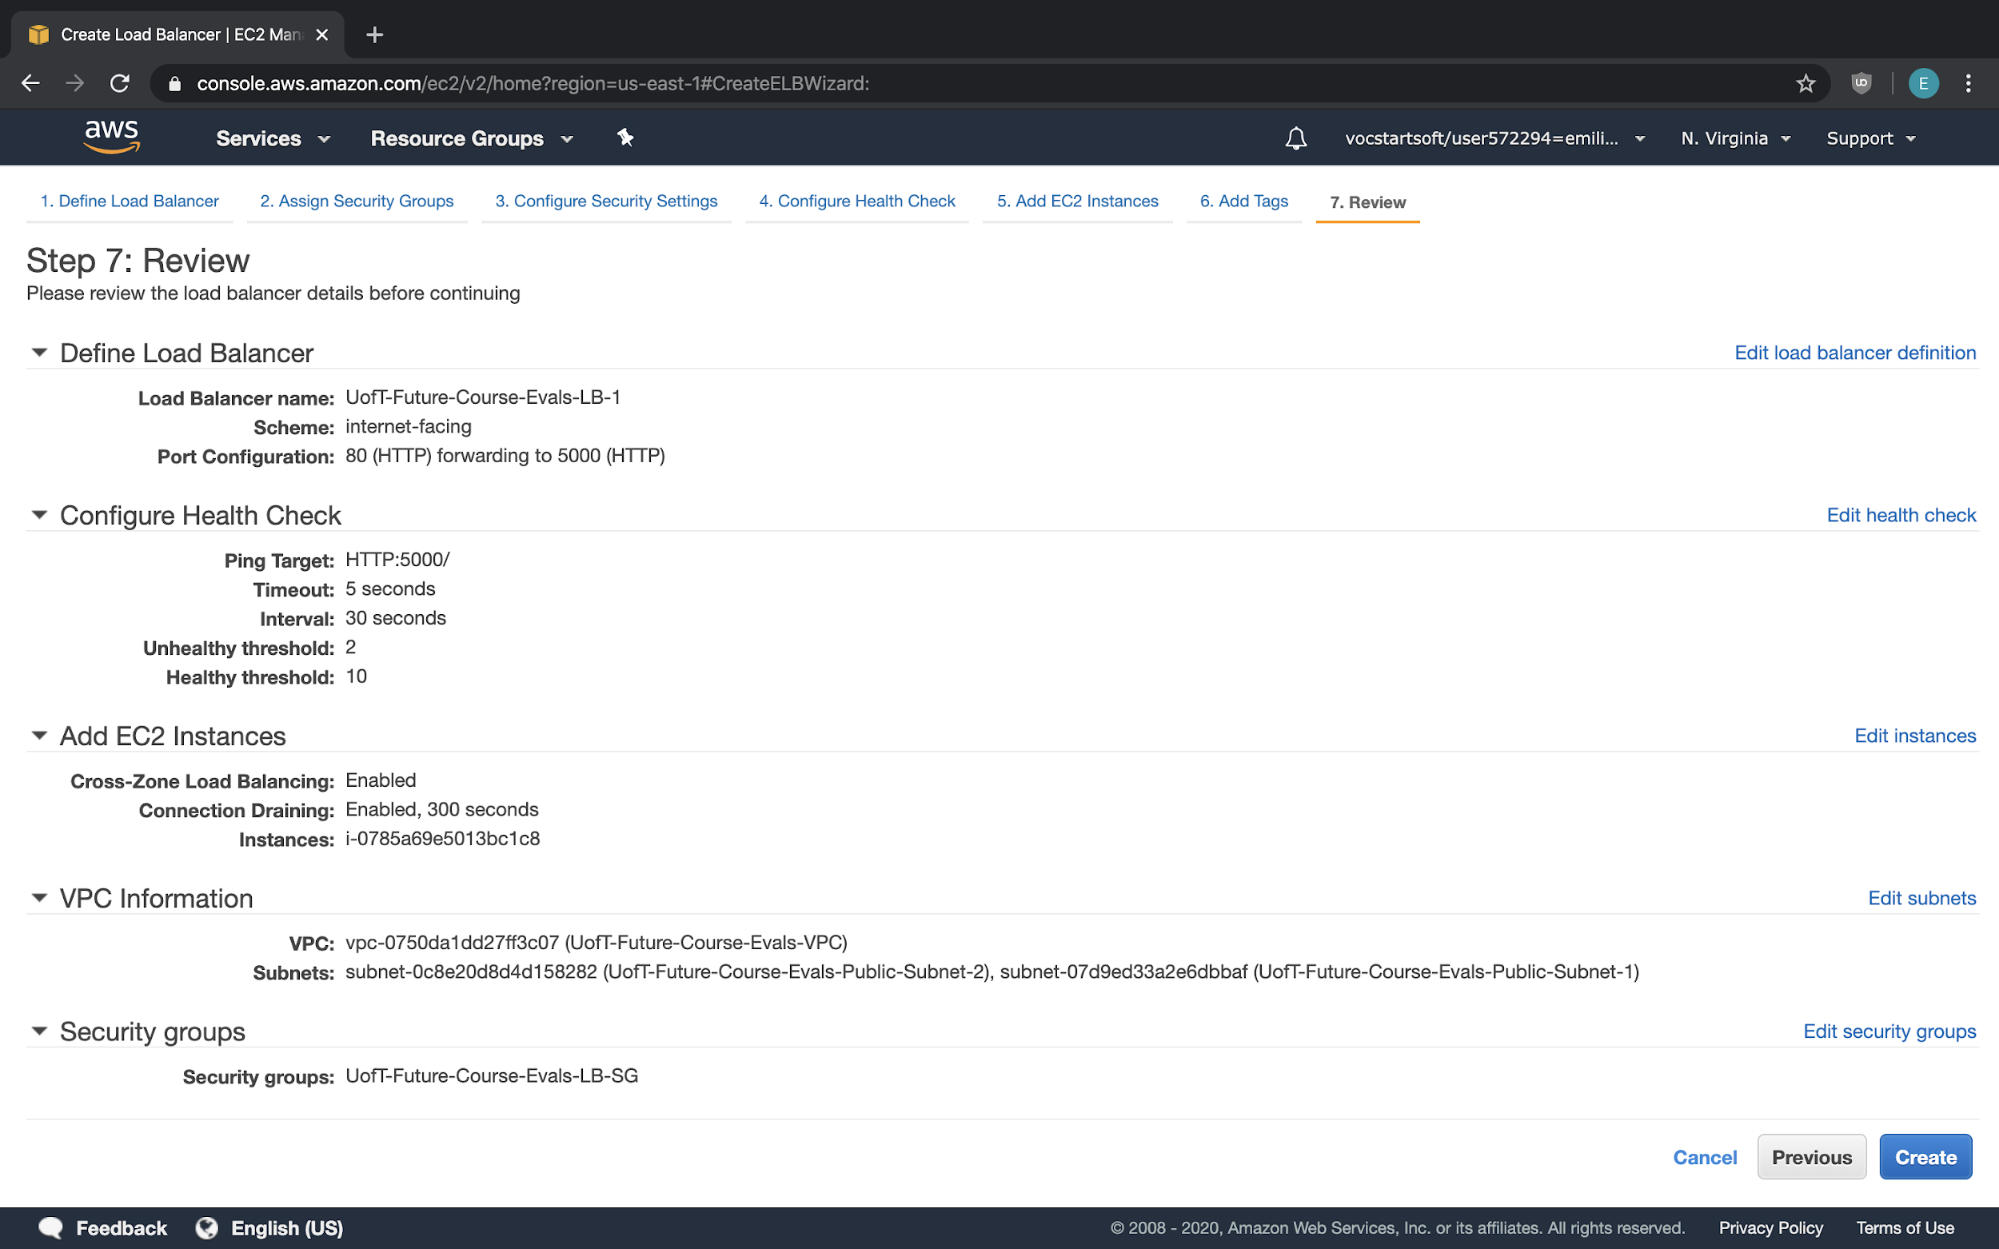 Create Load Balancer | EC2 Man
console.aws.amazon.com/ec2/v2/home?region=us-east-1#CreateELBWizard:
E
aws Services Resource Groups vocstartsoft/user572294=emili... N. Virginia Support
1. Define Load Balancer 2. Assign Security Groups 3. Configure Security Settings 4. Configure Health Check 5. Add EC2 Instances 6. Add Tags 7. Review
Step 7: Review
Please review the load balancer details before continuing
Define Load Balancer Edit load balancer definition
Load Balancer name: UofT-Future-Course-Evals-LB-1
Scheme: internet-facing
Port Configuration: 80 (HTTP) forwarding to 5000 (HTTP)
Configure Health Check Edit health check
Ping Target: HTTP:5000/
Timeout: 5 seconds
Interval: 30 seconds
Unhealthy threshold: 2
Healthy threshold: 10
Add EC2 Instances Edit instances
Cross-Zone Load Balancing: Enabled
Connection Draining: Enabled, 300 seconds
Instances: i-0785a69e5013bc1c8
VPC Information Edit subnets
VPC: vpc-0750da1dd27ff3c07 (UofT-Future-Course-Evals-VPC)
Subnets: subnet-0c8e20d8d4d158282 (UofT-Future-Course-Evals-Public-Subnet-2), subnet-07d9ed33a2e6dbbaf (UofT-Future-Course-Evals-Public-Subnet-1)
Security groups Edit security groups
Security groups: UofT-Future-Course-Evals-LB-SG
Cancel Previous Create
Feedback English (US) © 2008 - 2020, Amazon Web Services, Inc. or its affiliates. All rights reserved. Privacy Policy Terms of Use